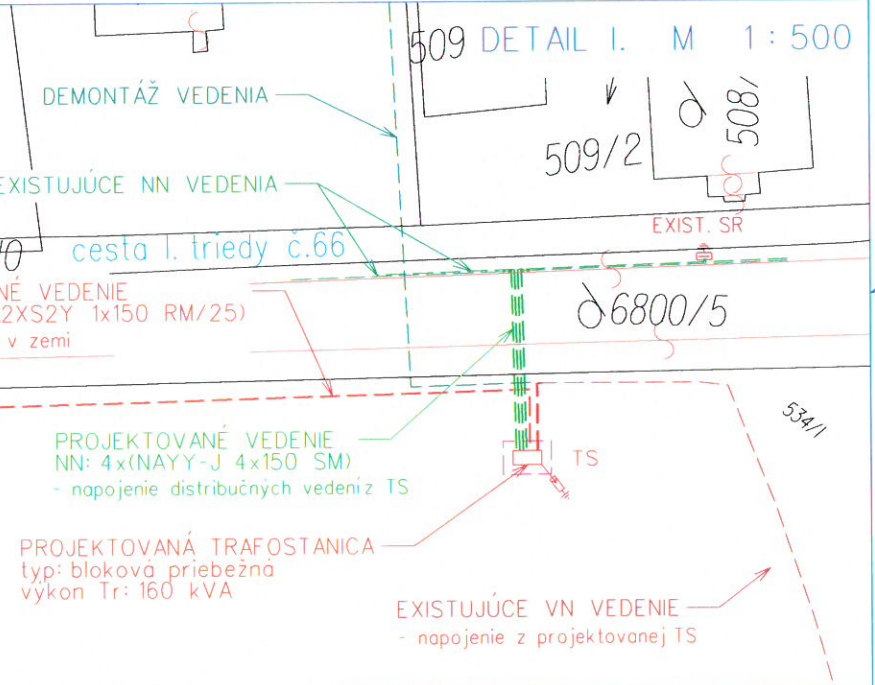 509 DETAIL I. M 1:500
DEMONTÁŽ VEDENIA
509/2
508/
EXISTUJÚCE NN VEDENIA
EXIST. SR
cesta I. triedy č.66
NÉ VEDENIE
2XS2Y 1x150 RM/25)
v zemi
6800/5
534/1
PROJEKTOVANÉ VEDENIE
NN: 4x(NAYY-J 4x150 SM)
- napojenie distribučných vedení z TS
TS
PROJEKTOVANÁ TRAFOSTANICA
typ: bloková priebežná
výkon Tr: 160 kVA
EXISTUJÚCE VN VEDENIE
- napojenie z projektovanej TS